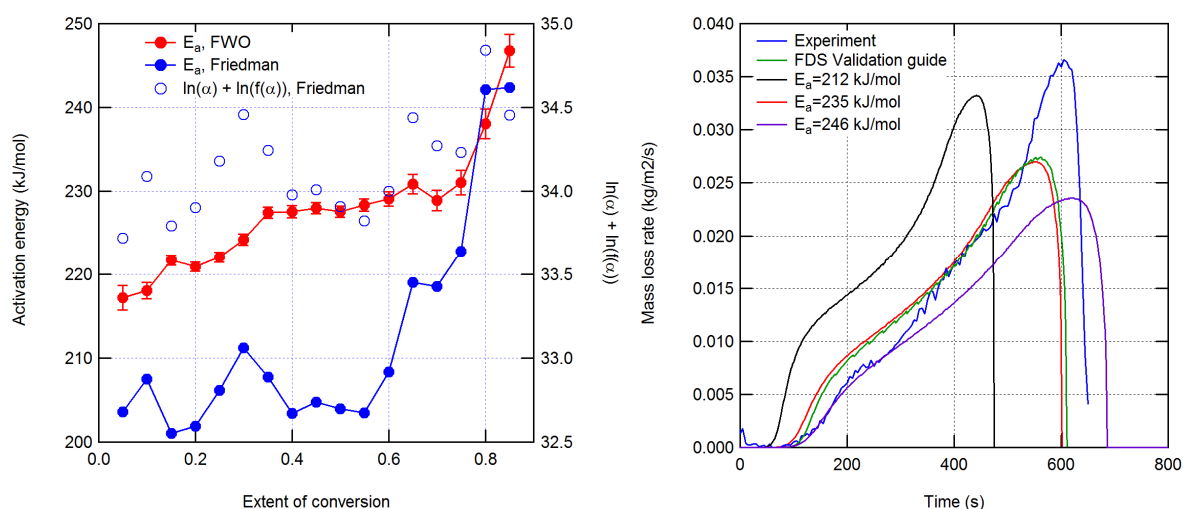 250
240
230
220
210
200
Activation energy (kJ/mol)
0.0
0.2
0.4
0.6
0.8
Extent of conversion
35.0
34.5
34.0
33.5
33.0
32.5
ln(α) + ln(f(α))
Ea, FWO
Ea, Friedman
ln(α) + ln(f(α)), Friedman
0.040
0.035
0.030
0.025
0.020
0.015
0.010
0.005
0.000
Mass loss rate (kg/m2/s)
0
200
400
600
800
Time (s)
Experiment
FDS Validation guide
Ea=212 kJ/mol
Ea=235 kJ/mol
Ea=246 kJ/mol